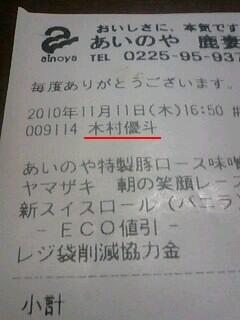 おいしさに、本気です
ainoya
あいのや 鹿妻
TEL 0225-95-937
毎度ありがとうございます。
2010年11月11日(木)16:50 #
009114 木村優斗
あいのや特製豚ロース味噌
ヤマザキ 朝の笑顔レー
新スイスロール(バニラ
- ECO値引 -
レジ袋削減協力金
小計